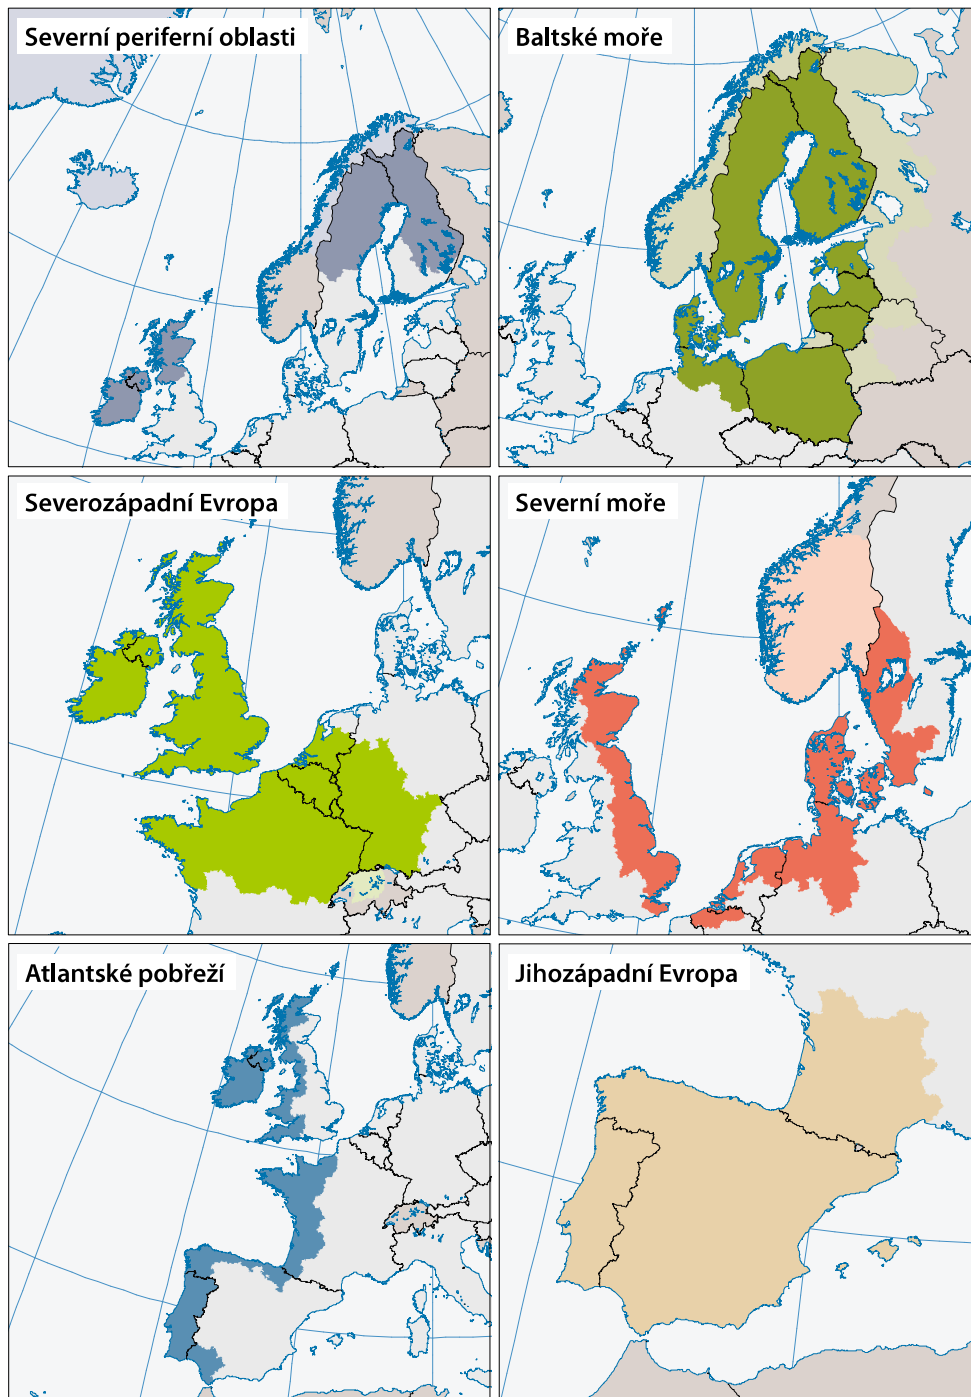 Severní periferní oblasti
Baltské moře
Severozápadní Evropa
Severní moře
Atlantské pobřeží
Jihozápadní Evropa